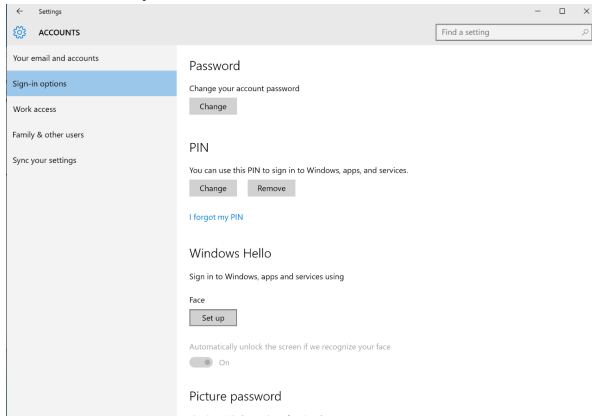 Settings
ACCOUNTS
Find a setting
Your email and accounts
Sign-in options
Work access
Family & other users
Sync your settings
Password
Change your account password
Change
PIN
You can use this PIN to sign in to Windows, apps, and services.
Change Remove
I forgot my PIN
Windows Hello
Sign in to Windows, apps and services using
Face
Set up
Automatically unlock the screen if we recognize your face
On
Picture password